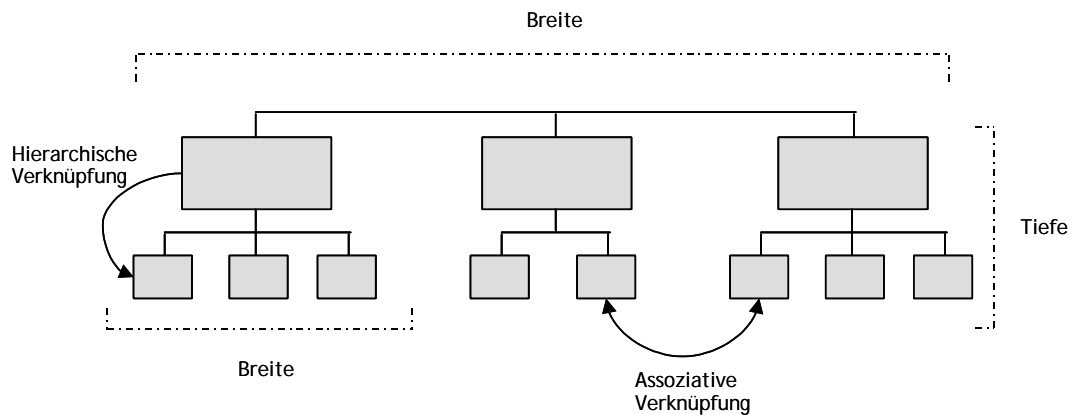 Breite
Hierarchische
Verknüpfung
Tiefe
Breite
Assoziative
Verknüpfung